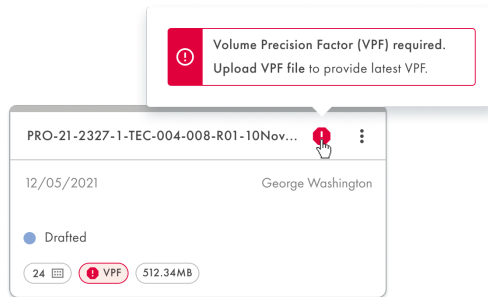 Volume Precision Factor (VPF) required.
Upload VPF file to provide latest VPF.
PRO-21-2327-1-TEC-004-008-R01-10Nov...
12/05/2021 George Washington
Drafted
24 VPF 512.34MB